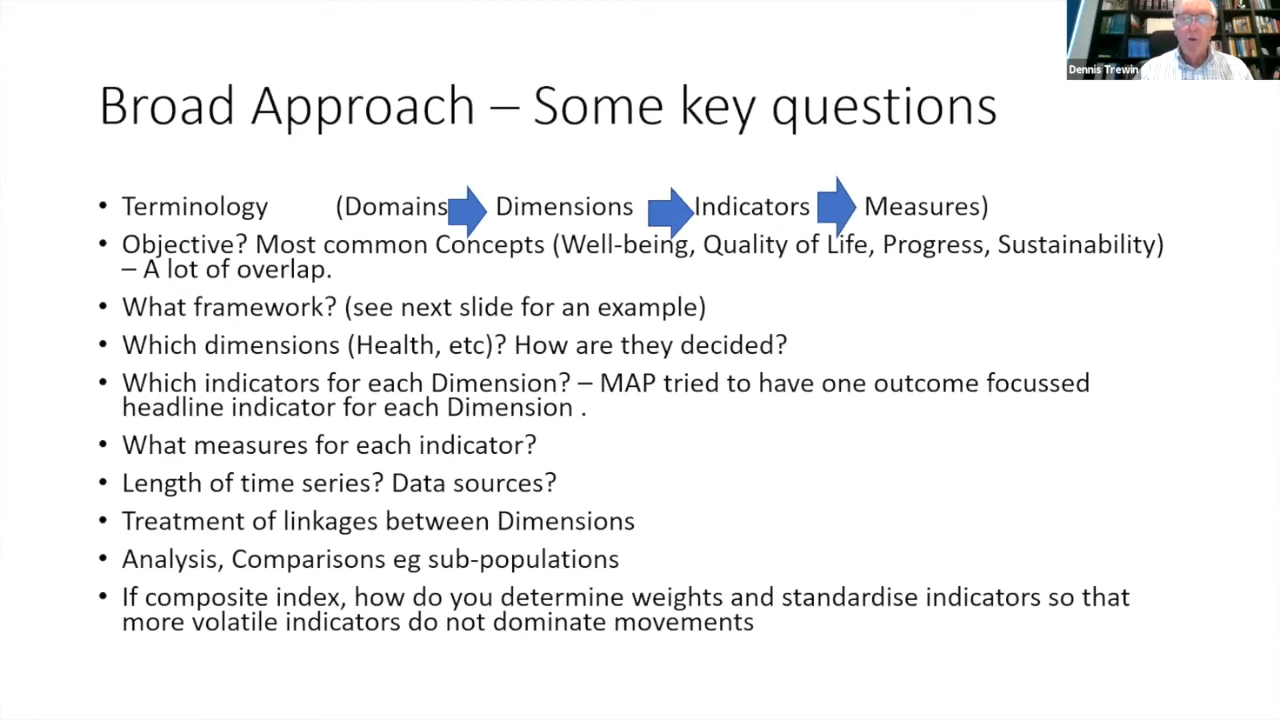 Dennis Trewin
Broad Approach – Some key questions
• Terminology (Domains Dimensions Indicators Measures)
• Objective? Most common Concepts (Well-being, Quality of Life, Progress, Sustainability)
– A lot of overlap.
• What framework? (see next slide for an example)
• Which dimensions (Health, etc)? How are they decided?
• Which indicators for each Dimension? – MAP tried to have one outcome focussed
headline indicator for each Dimension .
• What measures for each indicator?
• Length of time series? Data sources?
• Treatment of linkages between Dimensions
• Analysis, Comparisons eg sub-populations
• If composite index, how do you determine weights and standardise indicators so that
more volatile indicators do not dominate movements